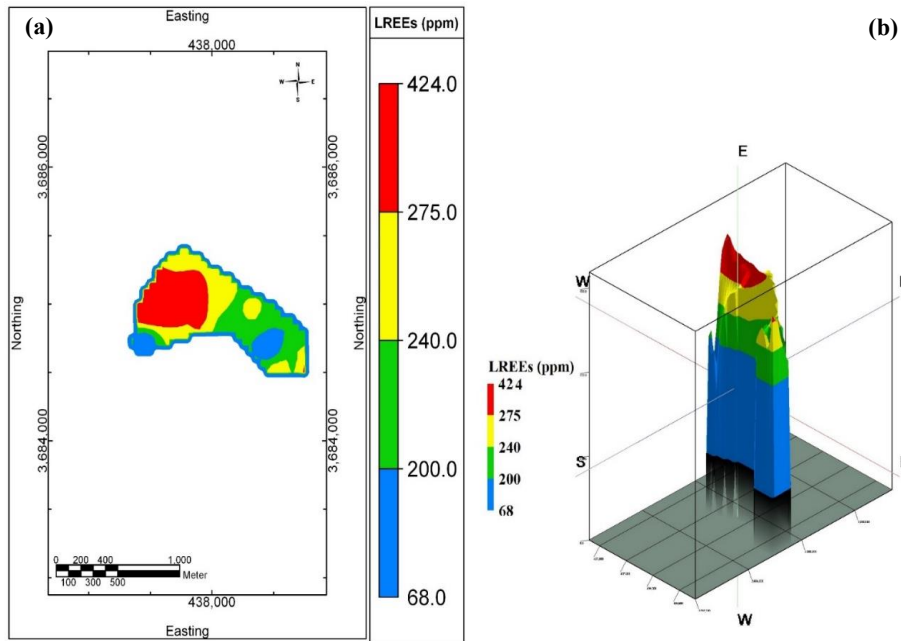 Easting
LREEs (ppm)
(a)
(b)
438,000
N
W E
S
424.0
3,686,000
3,686,000
275.0
E
W
Northing
Northing
240.0
LREEs (ppm)
424
275
240
200
68
S
3,684,000
3,684,000
200.0
0 200 400 1,000
Meter
100 300 500
438,000
68.0
Easting
W